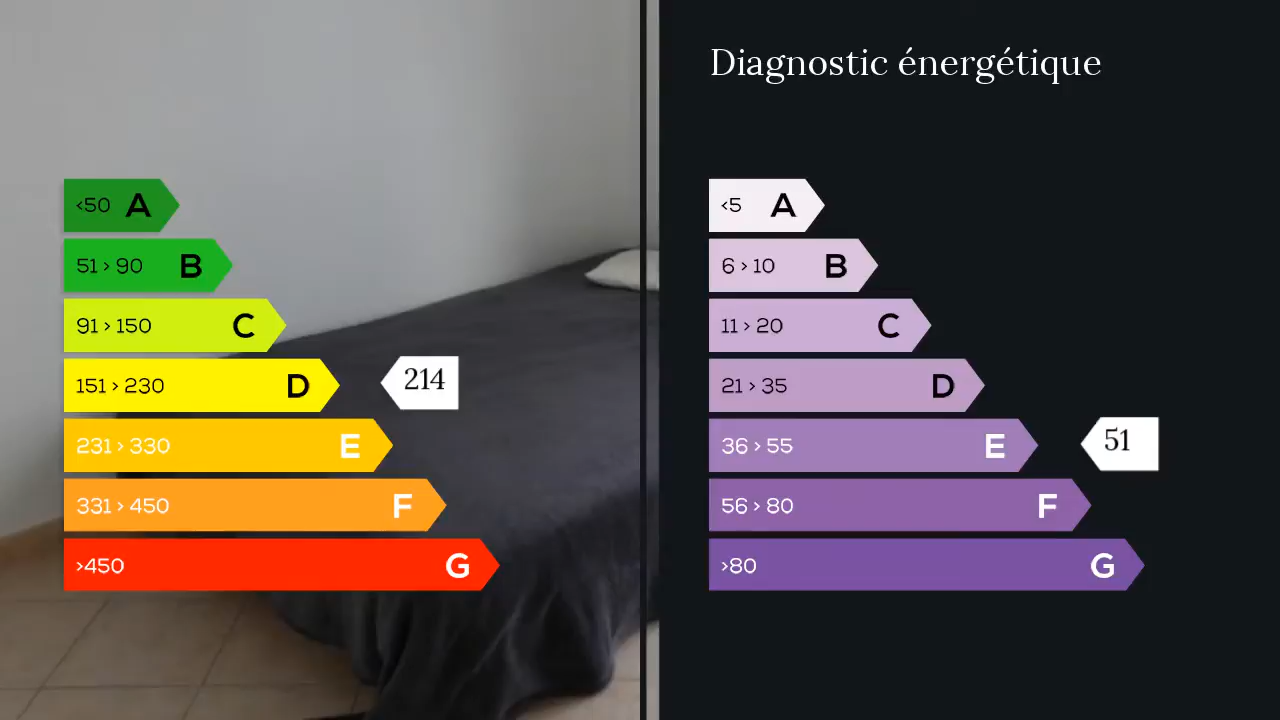 Diagnostic énergétique
<50 A
51 > 90 B
91 > 150 C
151 > 230 D
214
231 > 330 E
331 > 450 F
>450 G
<5 A
6 > 10 B
11 > 20 C
21 > 35 D
36 > 55 E
51
56 > 80 F
>80 G